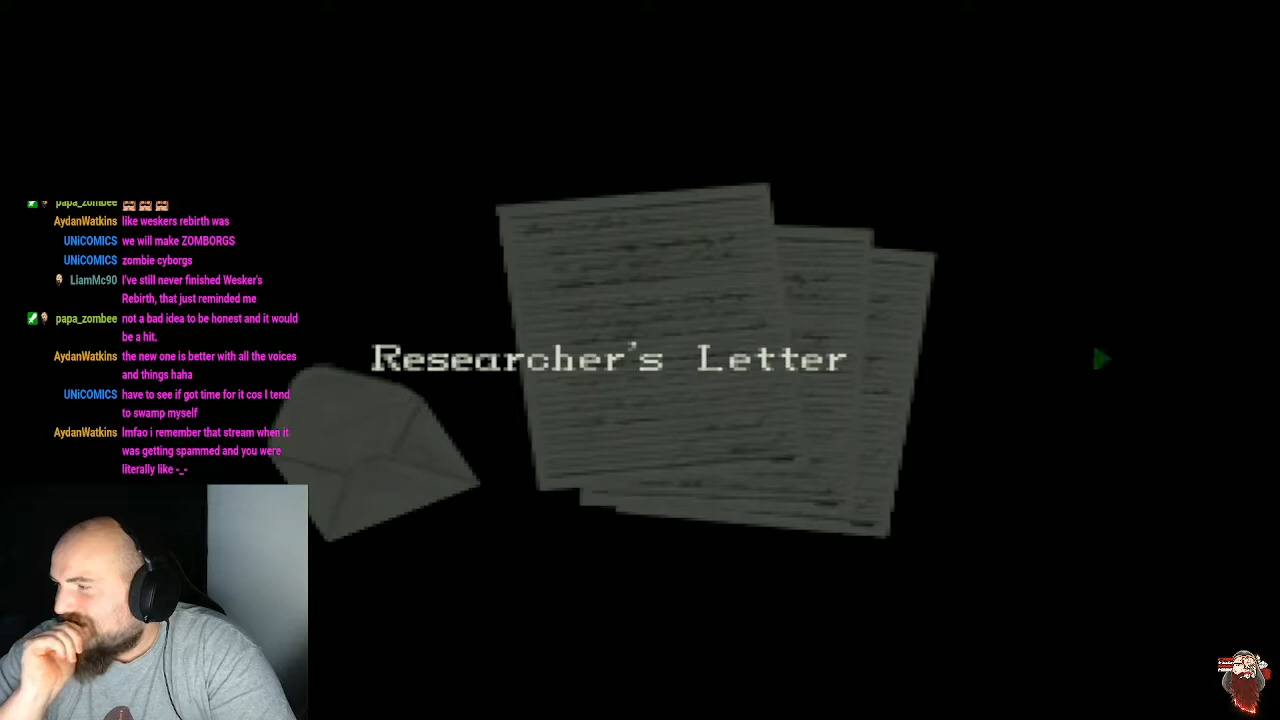 papa_zombee
AydanWatkins like weskers rebirth was
UNiCOMICS we will make ZOMBORGS
UNiCOMICS zombie cyborgs
LiamMc90 I've still never finished Wesker's
Rebirth, that just reminded me
papa_zombee not a bad idea to be honest and it would
be a hit.
AydanWatkins the new one is better with all the voices
and things haha
UNiCOMICS have to see if got time for it cos I tend
to swamp myself
AydanWatkins lmfao i remember that stream when it
was getting spammed and you were
literally like -_-
Researcher's Letter